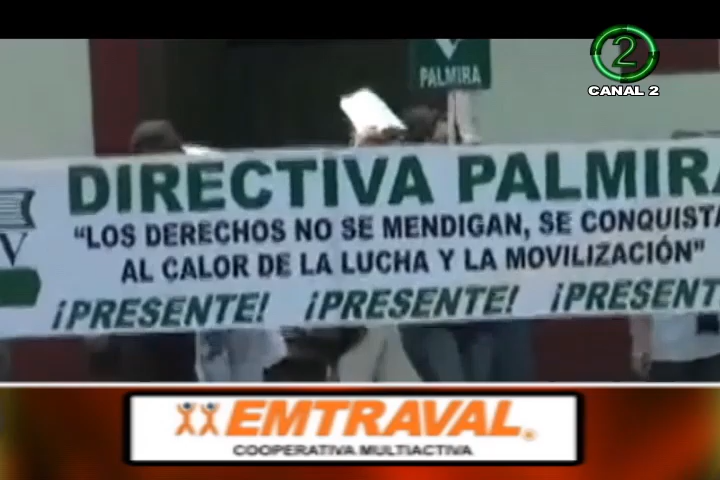 2
CANAL 2
PALMIRA
DIRECTIVA PALMIRA
"LOS DERECHOS NO SE MENDIGAN, SE CONQUISTA
AL CALOR DE LA LUCHA Y LA MOVILIZACIÓN"
V
¡PRESENTE! ¡PRESENTE! ¡PRESENT
EMTRAVAL
COOPERATIVA MULTIACTIVA